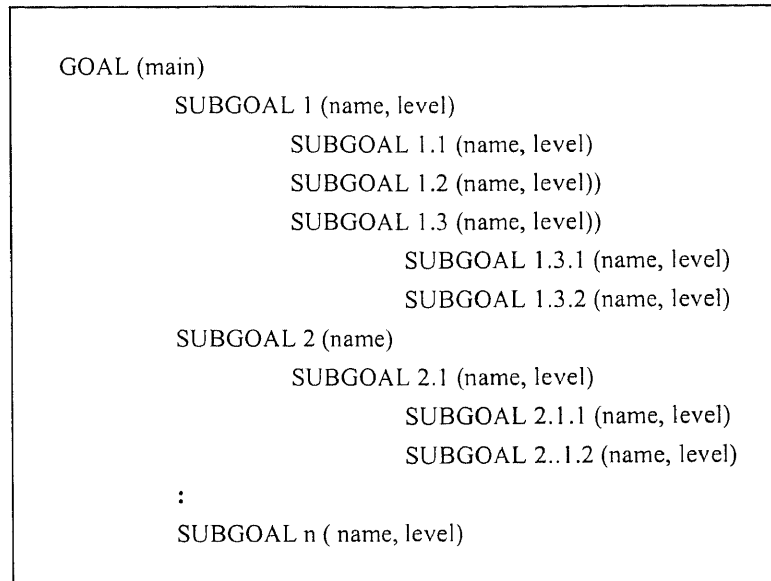 GOAL (main)
SUBGOAL 1 (name, level)
SUBGOAL 1.1 (name, level)
SUBGOAL 1.2 (name, level))
SUBGOAL 1.3 (name, level))
SUBGOAL 1.3.1 (name, level)
SUBGOAL 1.3.2 (name, level)
SUBGOAL 2 (name)
SUBGOAL 2.1 (name, level)
SUBGOAL 2.1.1 (name, level)
SUBGOAL 2..1.2 (name, level)
:
SUBGOAL n ( name, level)